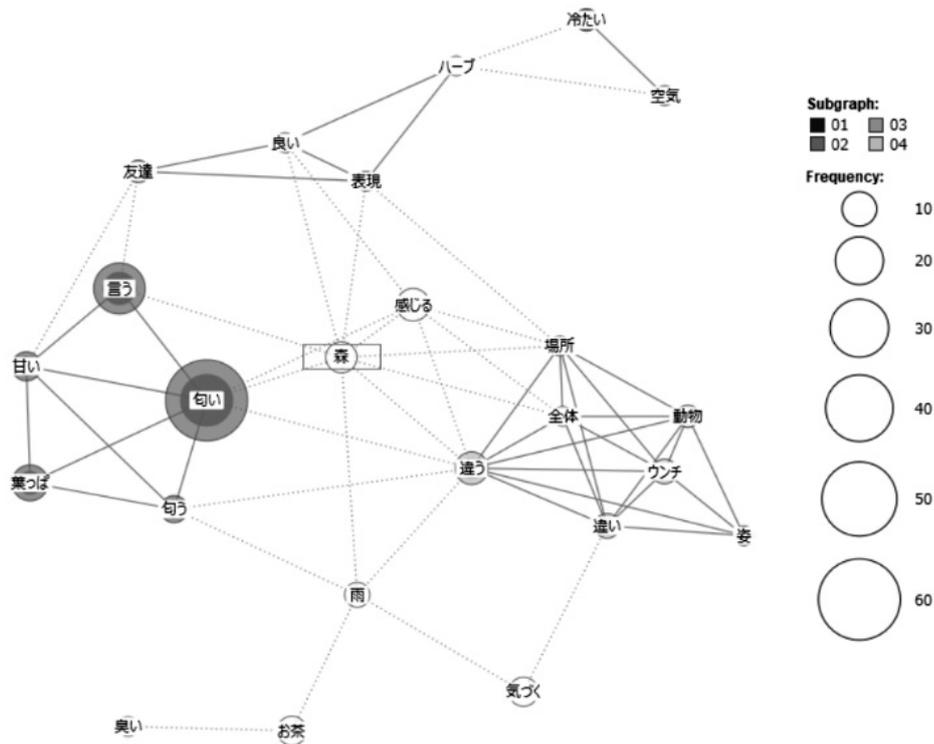 冷たい
ハーブ
空気
良い
友達
表現
言う
感じる
森
場所
甘い
匂い
全体
動物
違う
ウンチ
葉っぱ
匂う
違い
姿
雨
気づく
臭い
お茶
Subgraph:
01 03
02 04
Frequency:
10
20
30
40
50
60